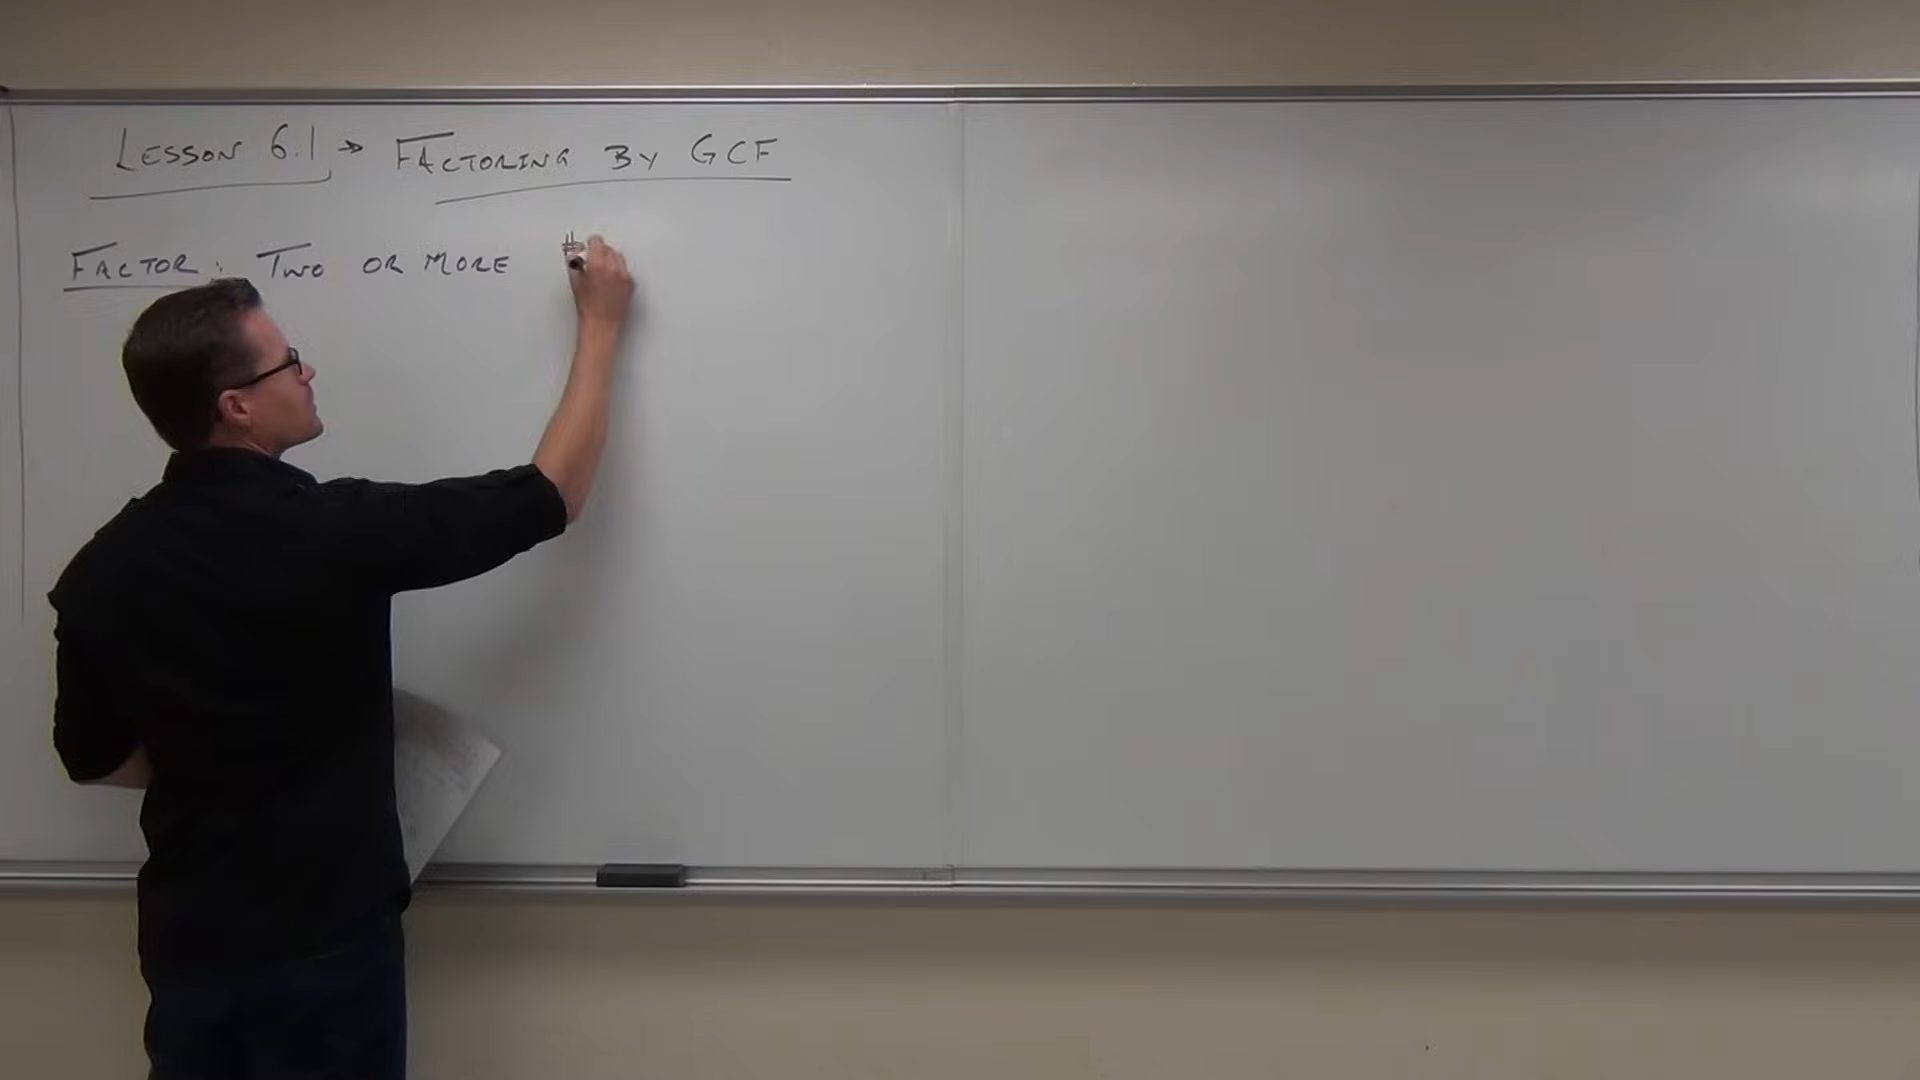 LESSON 6.1 → FACTORING BY GCF
FACTOR: TWO OR MORE #